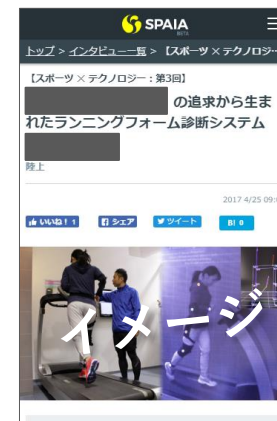 SPAIA
BETA
トップ > インタビュー一覧 > 【スポーツ × テクノロジ…
【スポーツ × テクノロジー：第3回】
の追求から生ま
れたランニングフォーム診断システム
陸上
2017 4/25 09:
いいね！ 1 シェア ツイート B! 0
イメージ